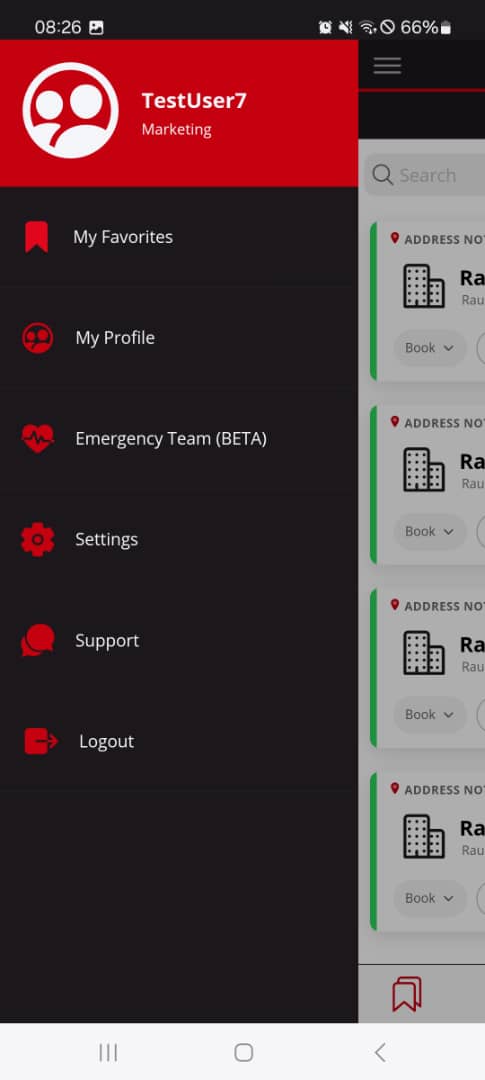 08:26
66%
TestUser7
Marketing
My Favorites
My Profile
Emergency Team (BETA)
Settings
Support
Logout
Search
ADDRESS NO
Ra
Rau
Book
ADDRESS NO
Ra
Rau
Book
ADDRESS NO
Ra
Rau
Book
ADDRESS NO
Ra
Rau
Book